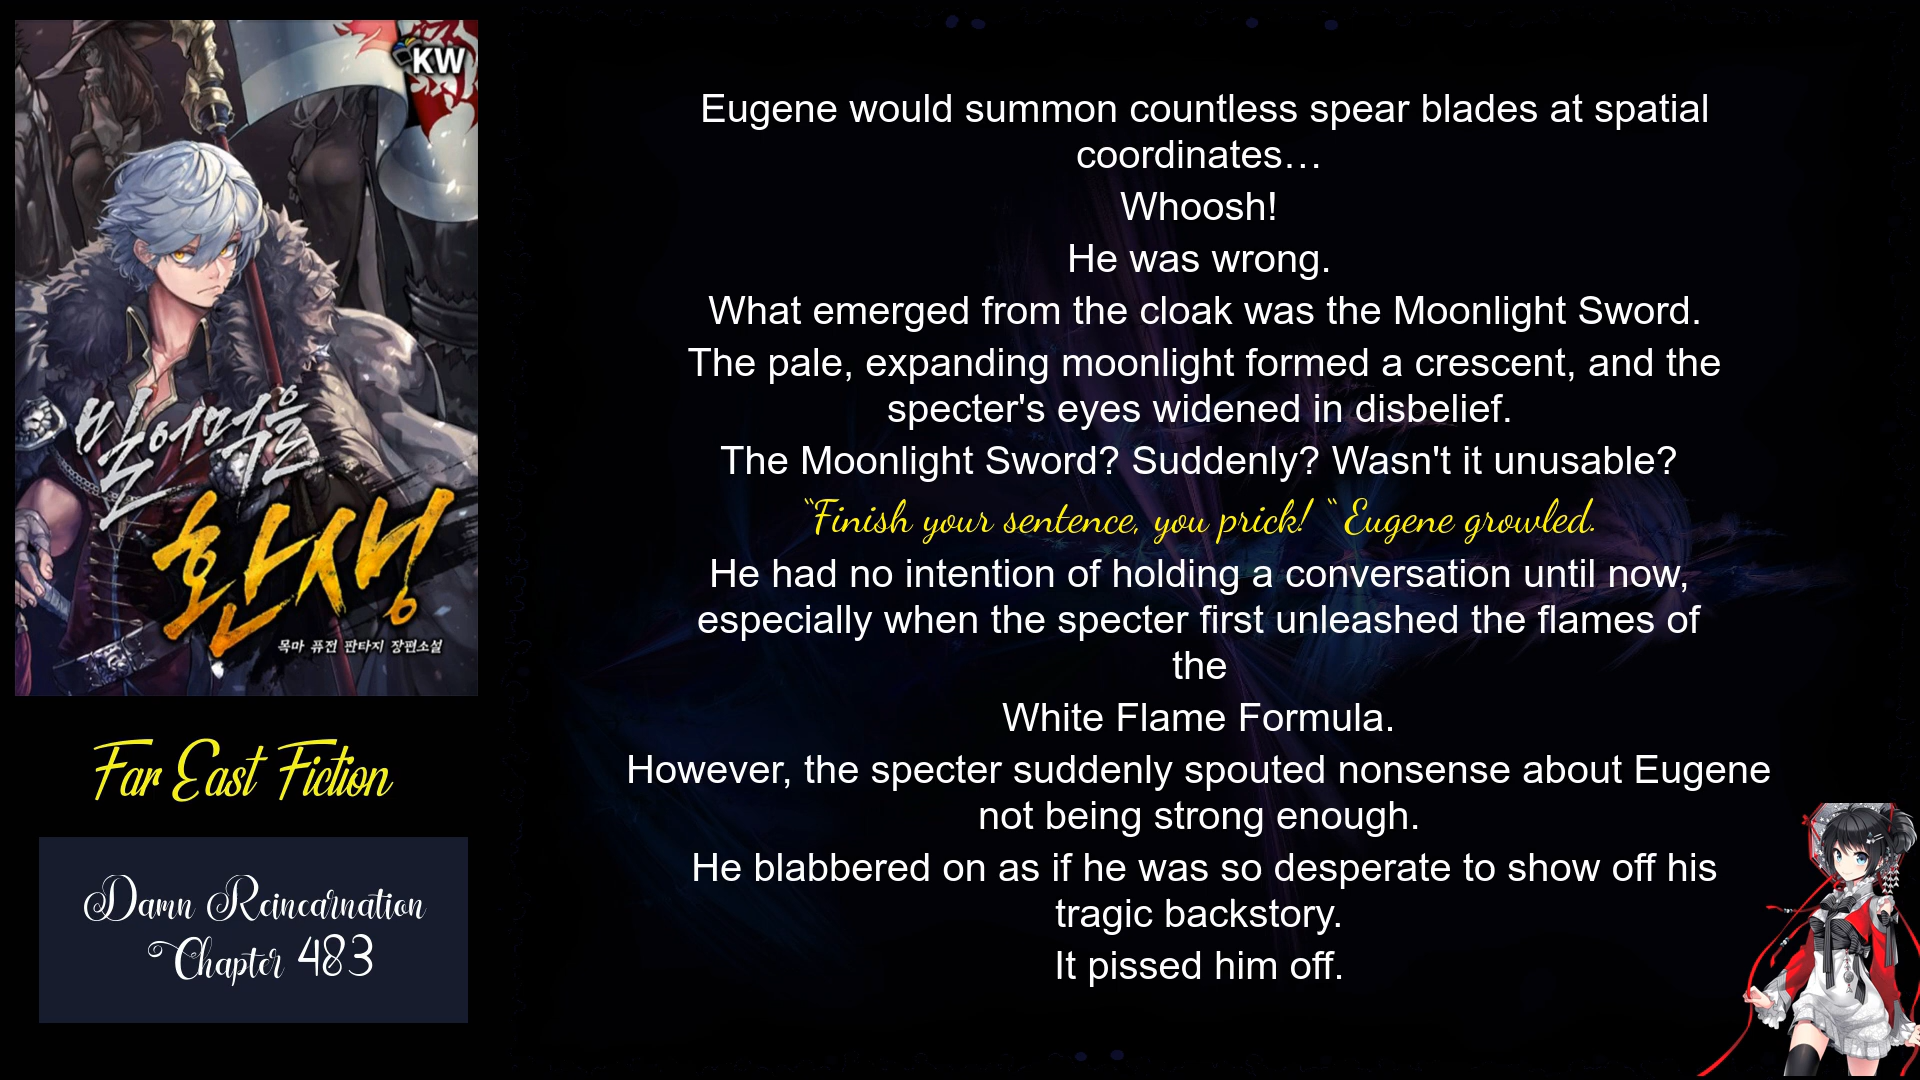 KW
빌어먹을
환생
목마 퓨전 판타지 장편소설
Far East Fiction
Damn Reincarnation
Chapter 483
Eugene would summon countless spear blades at spatial
coordinates…
Whoosh!
He was wrong.
What emerged from the cloak was the Moonlight Sword.
The pale, expanding moonlight formed a crescent, and the
specter's eyes widened in disbelief.
The Moonlight Sword? Suddenly? Wasn't it unusable?
“Finish your sentence, you prick! “ Eugene growled.
He had no intention of holding a conversation until now,
especially when the specter first unleashed the flames of
the
White Flame Formula.
However, the specter suddenly spouted nonsense about Eugene
not being strong enough.
He blabbered on as if he was so desperate to show off his
tragic backstory.
It pissed him off.